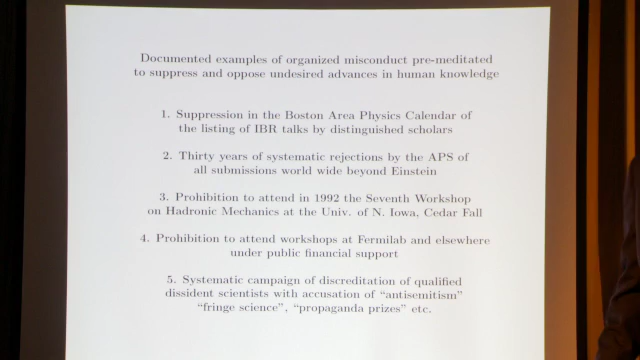 Documented examples of organized misconduct pre-meditated
to suppress and oppose undesired advances in human knowledge
1. Suppression in the Boston Area Physics Calendar of
the listing of IBR talks by distinguished scholars
2. Thirty years of systematic rejections by the APS of
all submissions world wide beyond Einstein
3. Prohibition to attend in 1992 the Seventh Workshop
on Hadronic Mechanics at the Univ. of N. Iowa, Cedar Fall
4. Prohibition to attend workshops at Fermilab and elsewhere
under public financial support
5. Systematic campaign of discreditation of qualified
dissident scientists with accusation of “antisemitism”
“fringe science”, “propaganda prizes” etc.